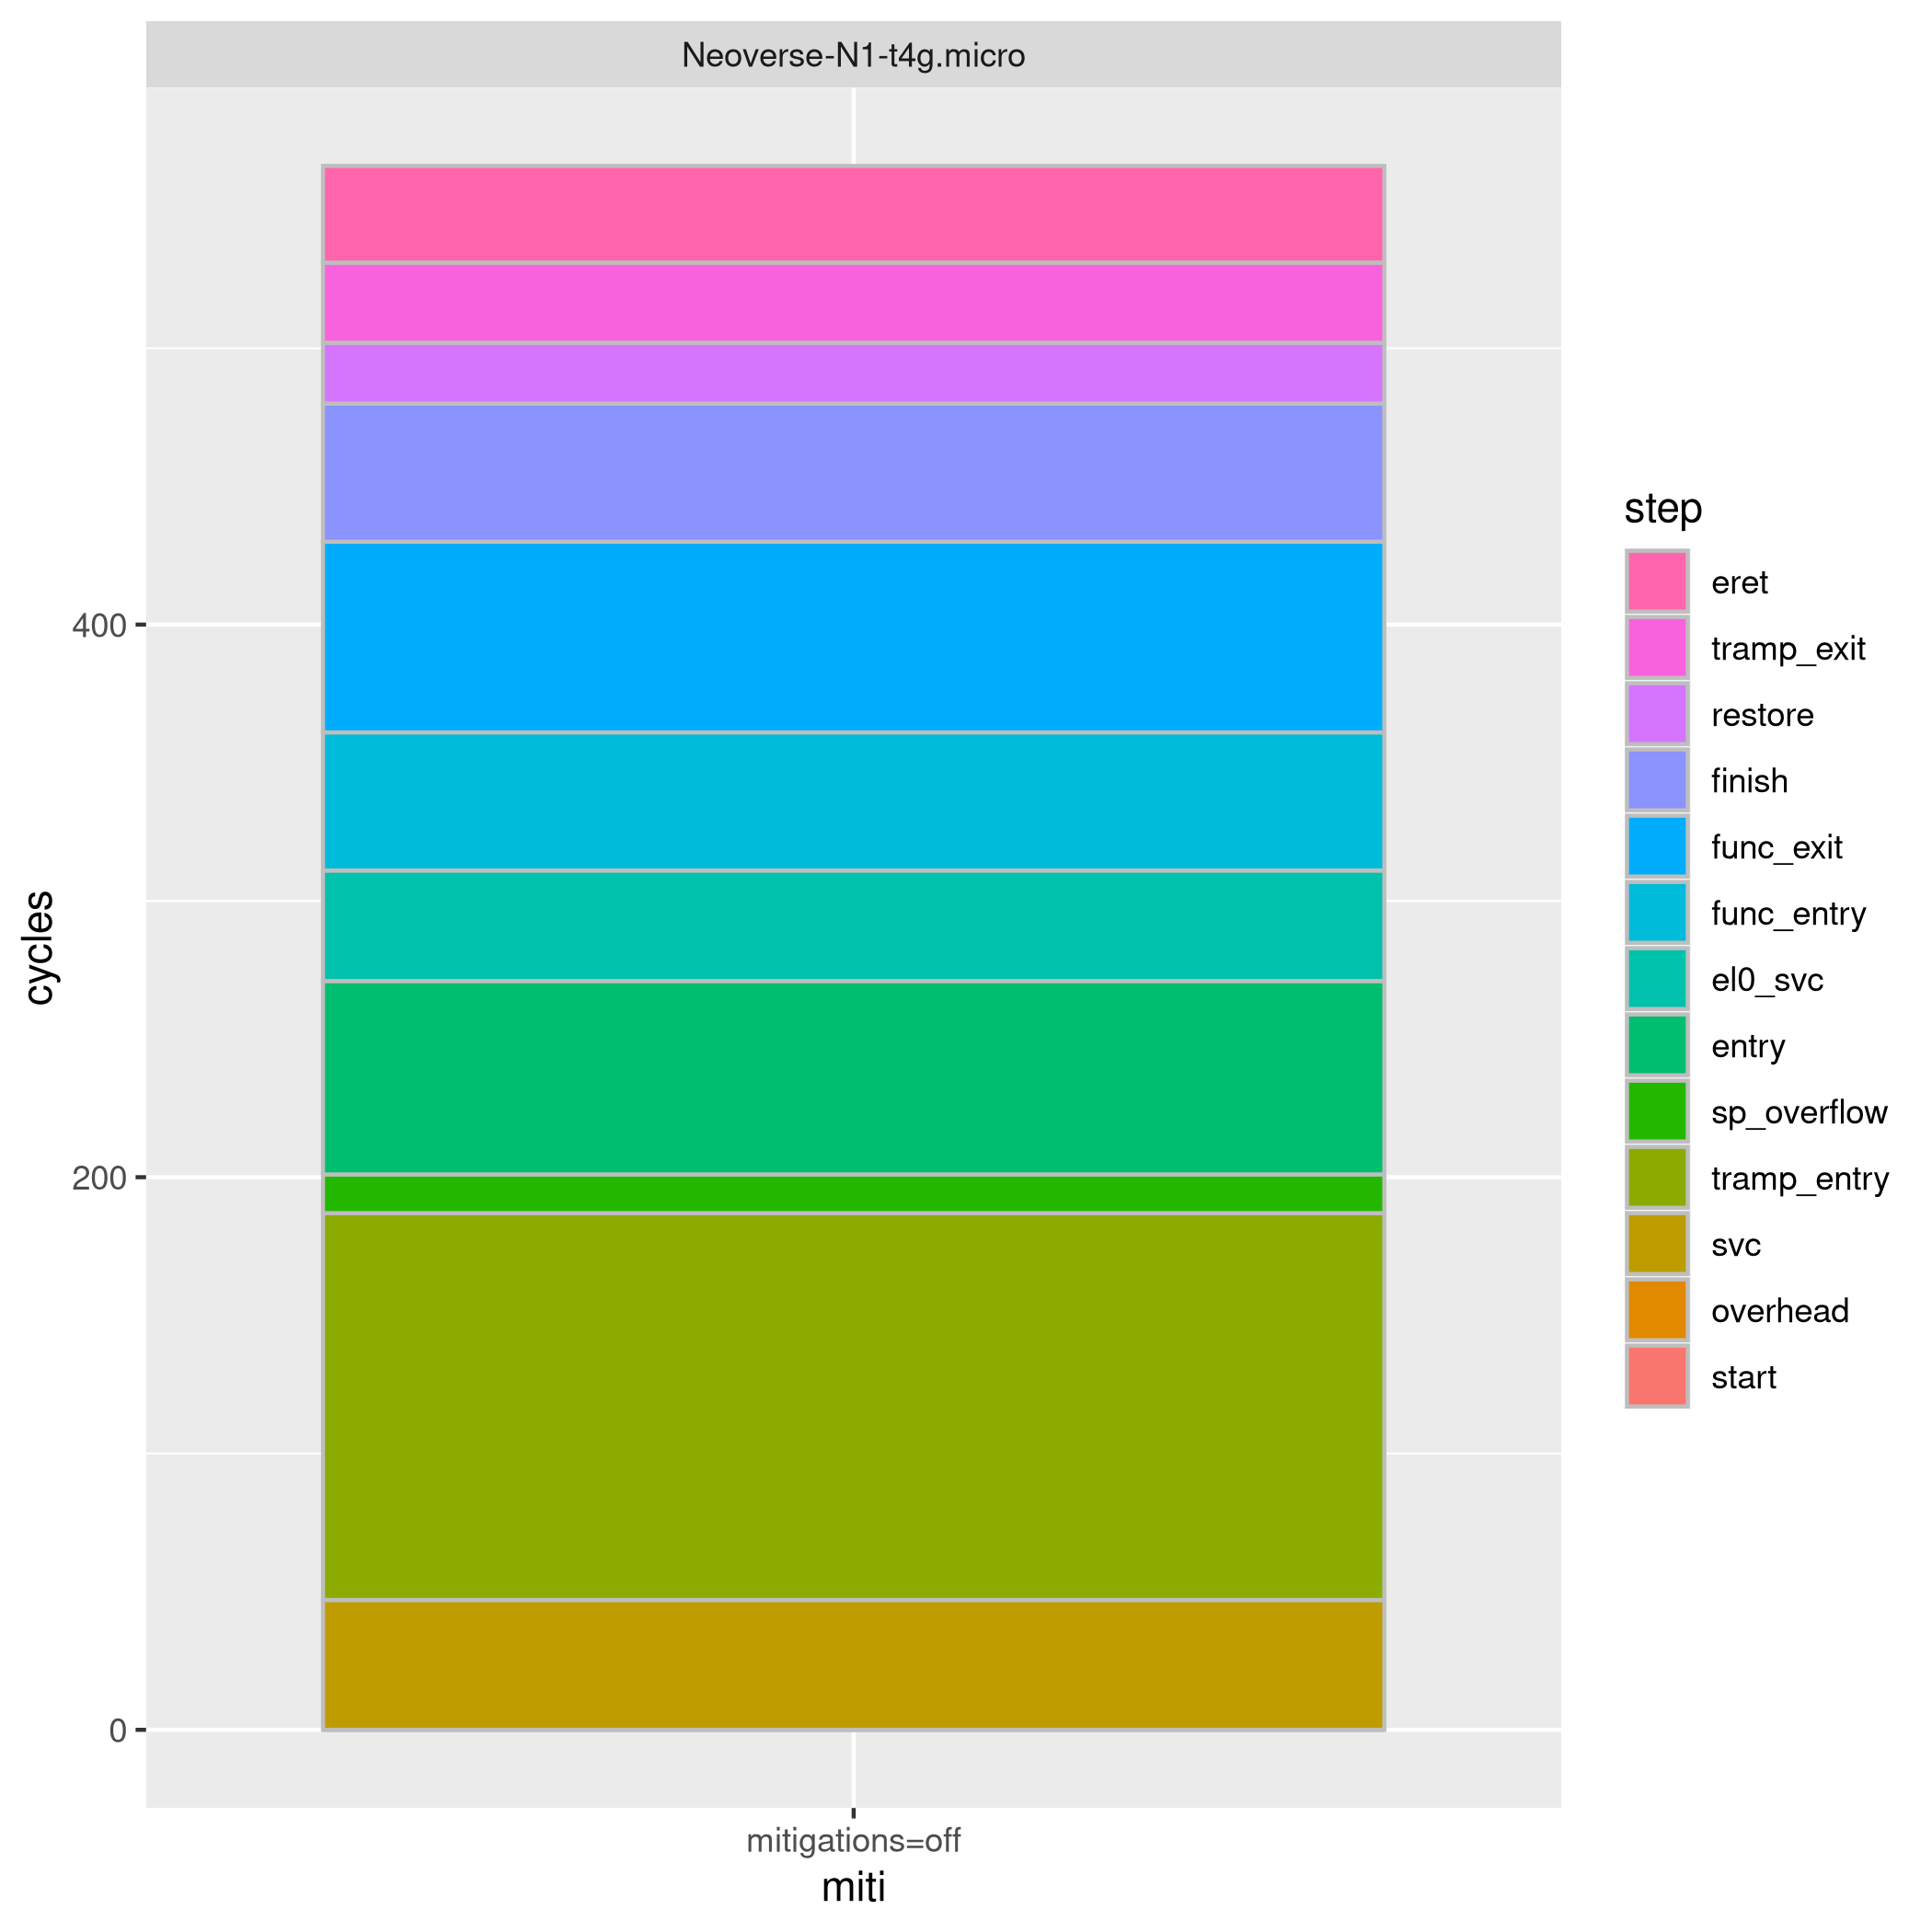 Neoverse-N1-t4g.micro
cycles
400
200
0
mitigations=off
miti
step
eret
tramp_exit
restore
finish
func_exit
func_entry
el0_svc
entry
sp_overflow
tramp_entry
svc
overhead
start